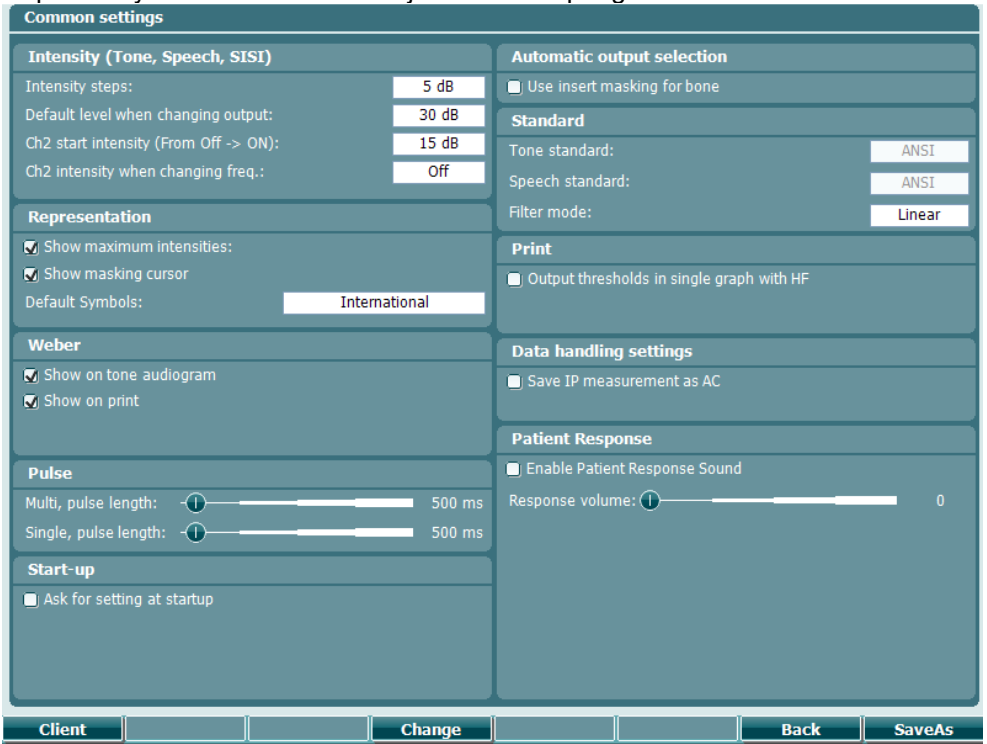 Common settings
Intensity (Tone, Speech, SISI)
Intensity steps: 5 dB
Default level when changing output: 30 dB
Ch2 start intensity (From Off -> ON): 15 dB
Ch2 intensity when changing freq.: Off
Representation
Show maximum intensities:
Show masking cursor
Default Symbols: International
Weber
Show on tone audiogram
Show on print
Pulse
Multi, pulse length: 500 ms
Single, pulse length: 500 ms
Start-up
Ask for setting at startup
Automatic output selection
Use insert masking for bone
Standard
Tone standard: ANSI
Speech standard: ANSI
Filter mode: Linear
Print
Output thresholds in single graph with HF
Data handling settings
Save IP measurement as AC
Patient Response
Enable Patient Response Sound
Response volume: 0
Client Change Back SaveAs